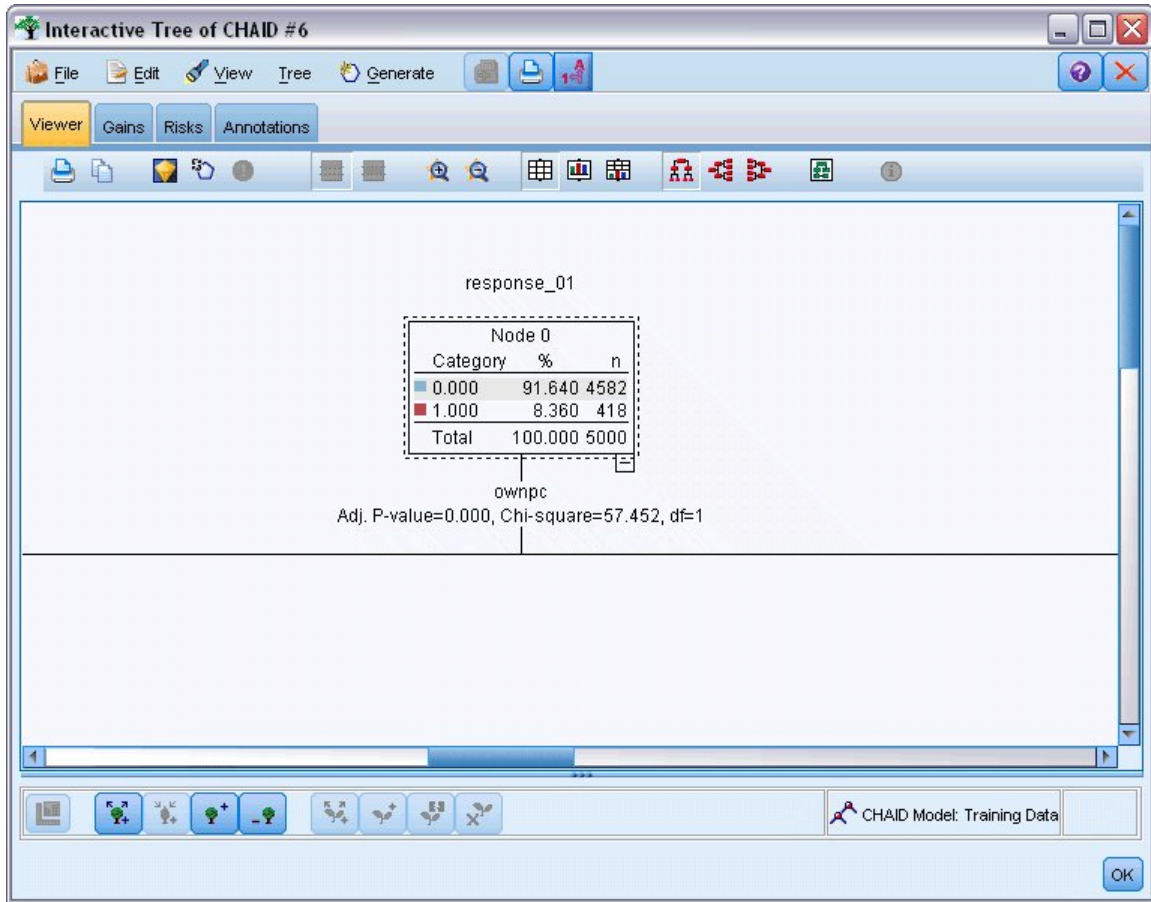 Interactive Tree of CHAID #6
File Edit View Tree Generate
Viewer Gains Risks Annotations
response_01
Node 0
Category % n
0.000 91.640 4582
1.000 8.360 418
Total 100.000 5000
ownpc
Adj. P-value=0.000, Chi-square=57.452, df=1
CHAID Model: Training Data
OK